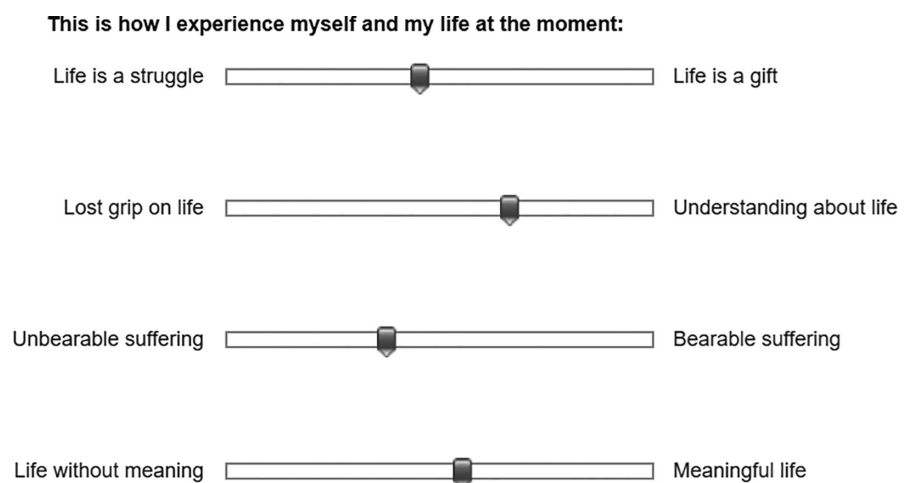 This is how I experience myself and my life at the moment:
Life is a struggle Life is a gift
Lost grip on life Understanding about life
Unbearable suffering Bearable suffering
Life without meaning Meaningful life